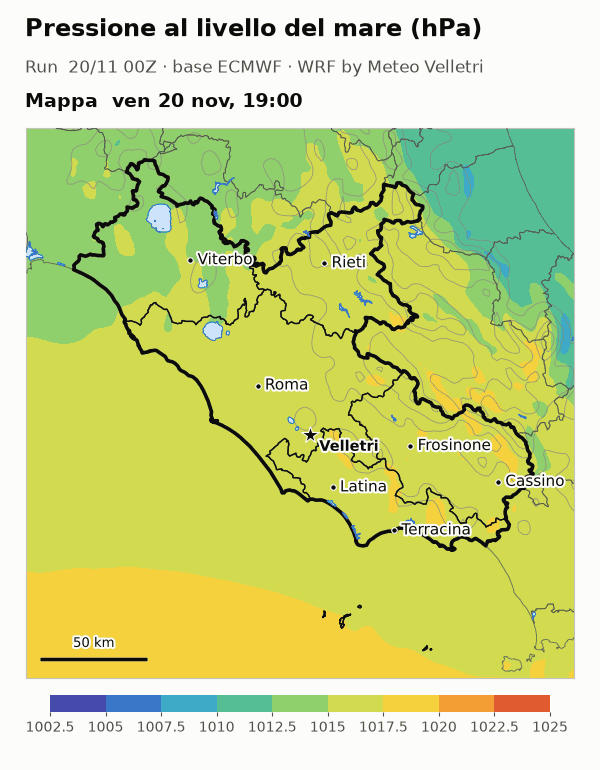 Pressione al livello del mare (hPa)
Run  20/11 00Z · base ECMWF · WRF by Meteo Velletri
Mappa  ven 20 nov, 19:00
Viterbo
Rieti
Roma
Velletri
Frosinone
Latina
Cassino
Terracina
50 km
1002.5 1005 1007.5 1010 1012.5 1015 1017.5 1020 1022.5 1025